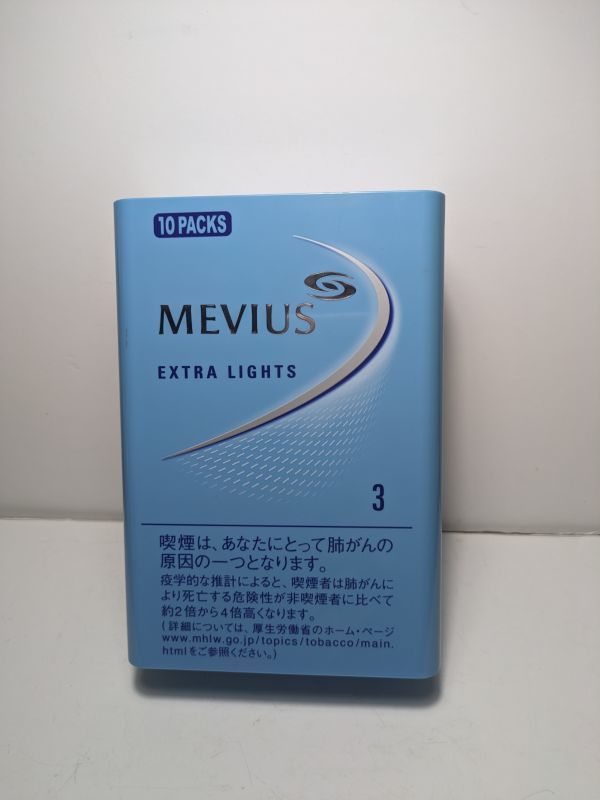 10 PACKS
MEVIUS
EXTRA LIGHTS
3
喫煙は、あなたにとって肺がんの
原因の一つとなります。
疫学的な推計によると、喫煙者は肺がんに
より死亡する危険性が非喫煙者に比べて
約2倍から4倍高くなります。
(詳細については、厚生労働省のホーム・ページ
www.mhlw.go.jp/topics/tobacco/main.
htmlをご参照ください。)